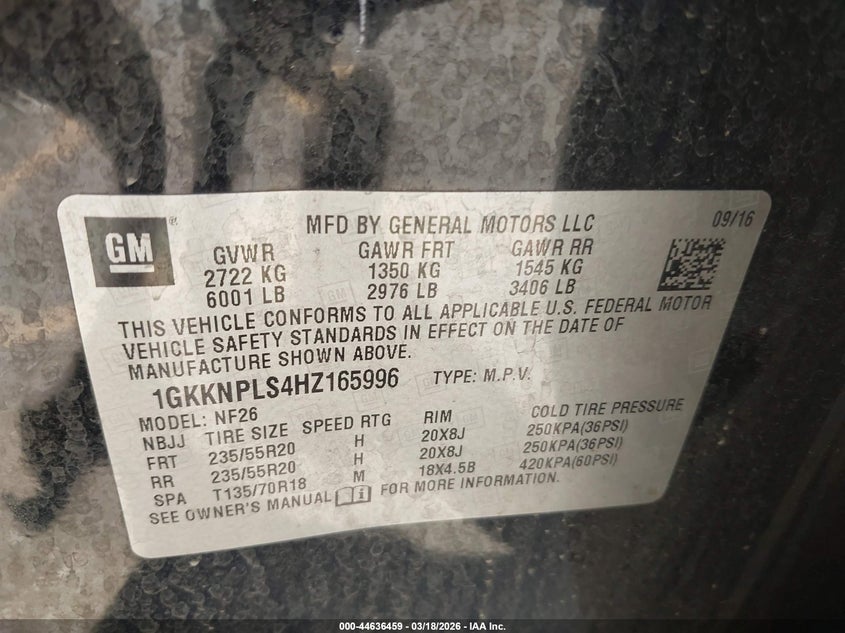 GM
MFD BY GENERAL MOTORS LLC 09/16
GVWR GAWR FRT GAWR RR
2722 KG 1350 KG 1545 KG
6001 LB 2976 LB 3406 LB
THIS VEHICLE CONFORMS TO ALL APPLICABLE U.S. FEDERAL MOTOR
VEHICLE SAFETY STANDARDS IN EFFECT ON THE DATE OF
MANUFACTURE SHOWN ABOVE.
1GKKNPLS4HZ165996 TYPE: M.P.V.
MODEL: NF26
NBJJ TIRE SIZE SPEED RTG RIM COLD TIRE PRESSURE
FRT 235/55R20 H 20X8J 250KPA(36PSI)
RR 235/55R20 H 20X8J 250KPA(36PSI)
SPA T135/70R18 M 18X4.5B 420KPA(60PSI)
SEE OWNER'S MANUAL FOR MORE INFORMATION.
000-44636459 - 03/18/2026 - IAA Inc.